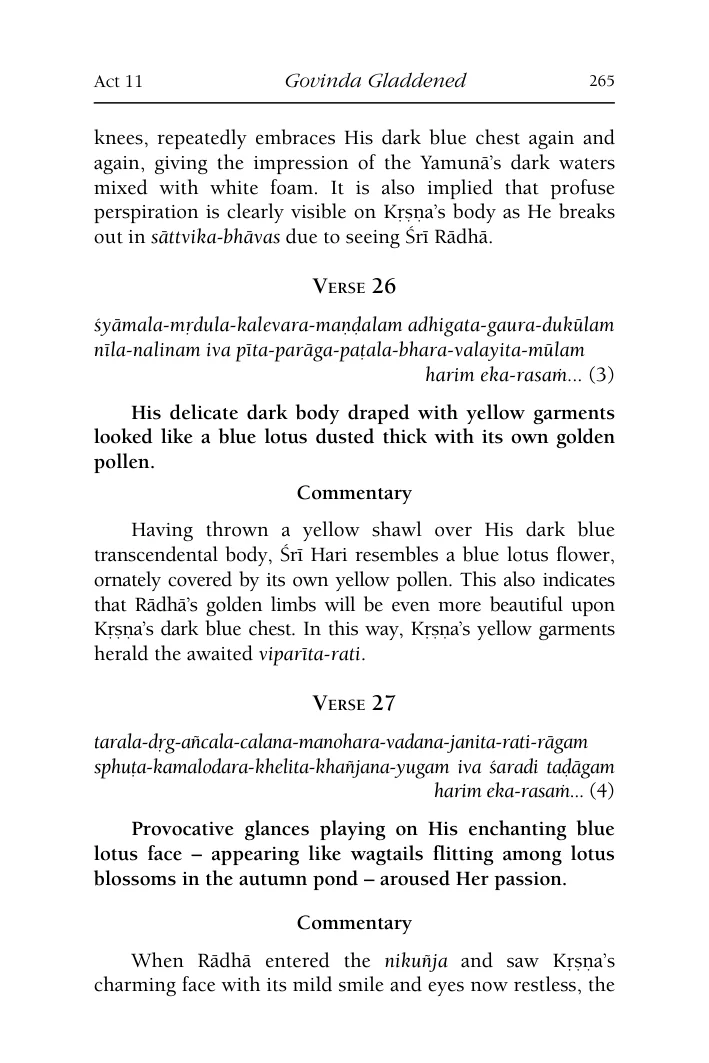 Act 11 Govinda Gladdened 265
knees, repeatedly embraces His dark blue chest again and
again, giving the impression of the Yamunā's dark waters
mixed with white foam. It is also implied that profuse
perspiration is clearly visible on Kṛṣṇa's body as He breaks
out in sāttvika-bhāvas due to seeing Śrī Rādhā.
VERSE 26
śyāmala-mṛdula-kalevara-maṇḍalam adhigata-gaura-dukūlam
nīla-nalinam iva pīta-parāga-paṭala-bhara-valayita-mūlam
harim eka-rasaṁ... (3)
His delicate dark body draped with yellow garments
looked like a blue lotus dusted thick with its own golden
pollen.
Commentary
Having thrown a yellow shawl over His dark blue
transcendental body, Śrī Hari resembles a blue lotus flower,
ornately covered by its own yellow pollen. This also indicates
that Rādhā's golden limbs will be even more beautiful upon
Kṛṣṇa's dark blue chest. In this way, Kṛṣṇa's yellow garments
herald the awaited viparīta-rati.
VERSE 27
tarala-dṛg-añcala-calana-manohara-vadana-janita-rati-rāgam
sphuṭa-kamalodara-khelita-khañjana-yugam iva śaradi taḍāgam
harim eka-rasaṁ... (4)
Provocative glances playing on His enchanting blue
lotus face – appearing like wagtails flitting among lotus
blossoms in the autumn pond – aroused Her passion.
Commentary
When Rādhā entered the nikuñja and saw Kṛṣṇa's
charming face with its mild smile and eyes now restless, the